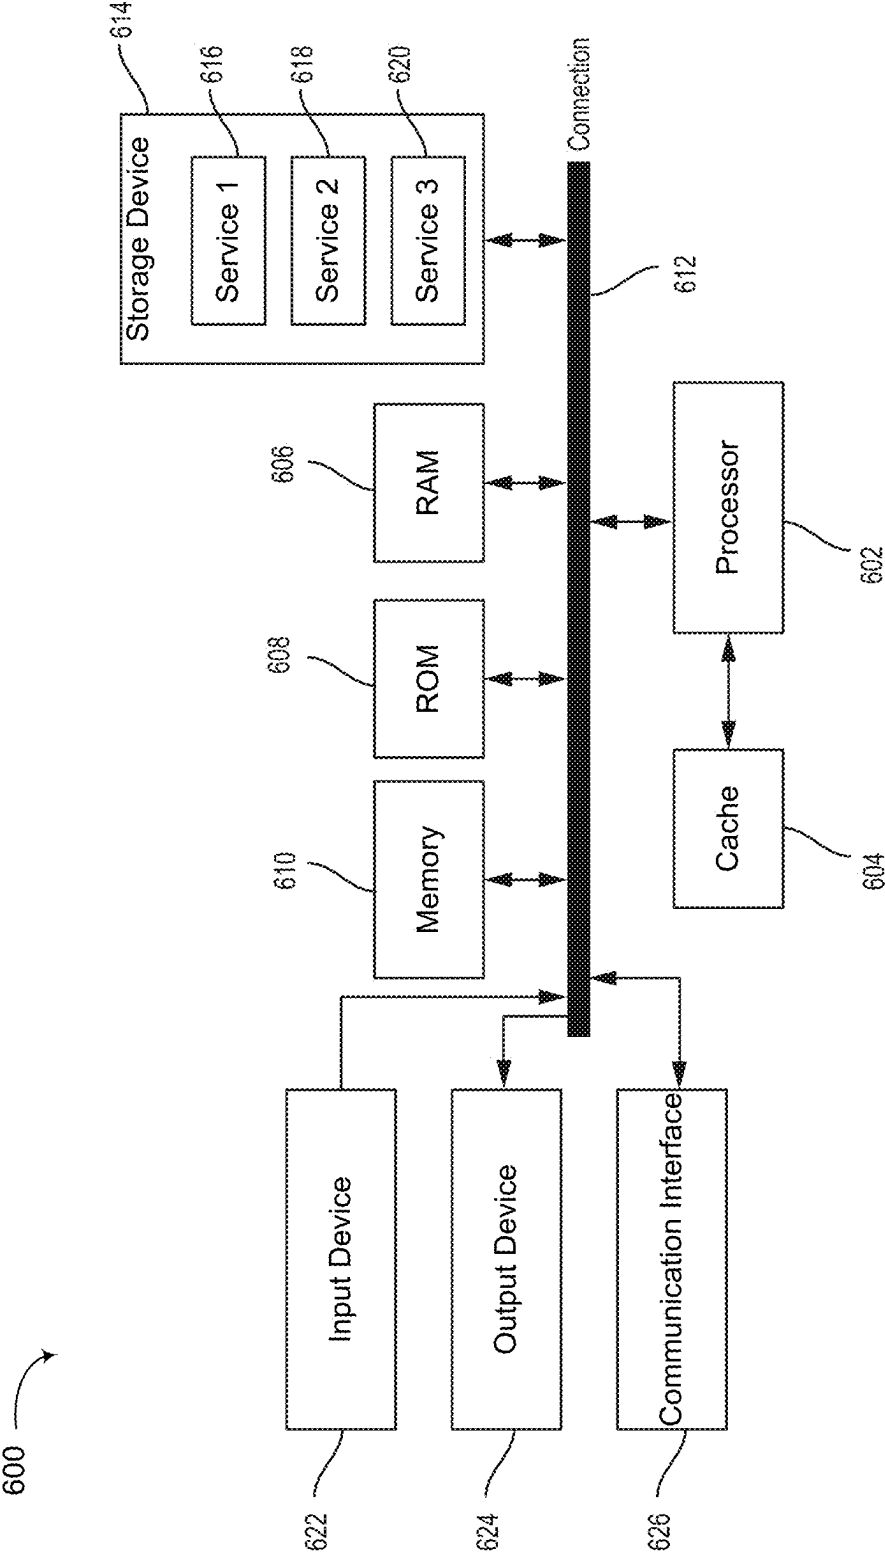 600
622
Input Device
624
Output Device
626
Communication Interface
610
Memory
608
ROM
606
RAM
614
Storage Device
616
Service 1
618
Service 2
620
Service 3
Connection
612
604
Cache
602
Processor